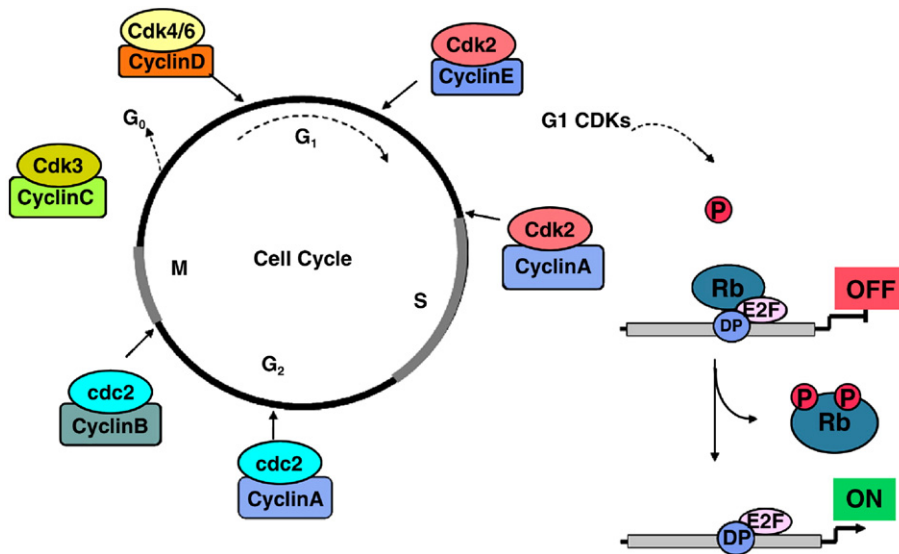 Cdk4/6
CyclinD
Cdk2
CyclinE
G₀
G₁
G1 CDKs
Cdk3
CyclinC
P
Cdk2
CyclinA
M
Cell Cycle
S
Rb
E2F
DP
OFF
G₂
cdc2
CyclinB
P P
Rb
cdc2
CyclinA
ON
E2F
DP